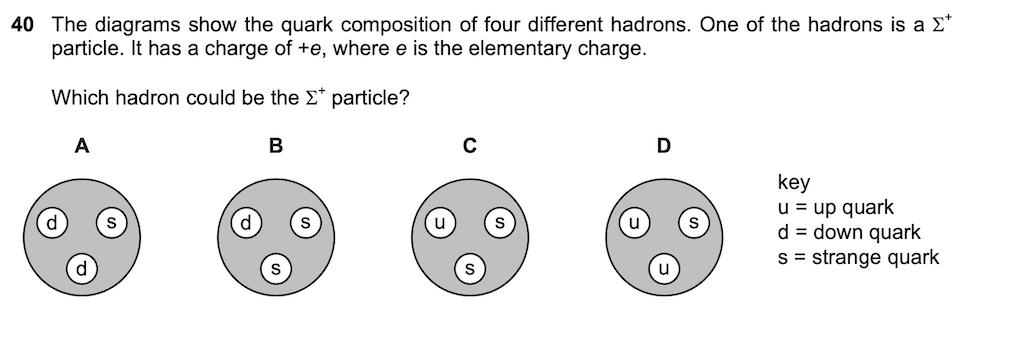 40 The diagrams show the quark composition of four different hadrons. One of the hadrons is a Σ⁺
particle. It has a charge of +e, where e is the elementary charge.
Which hadron could be the Σ⁺ particle?
A B C D
d s d
d s s
u s s
u s u
key
u = up quark
d = down quark
s = strange quark